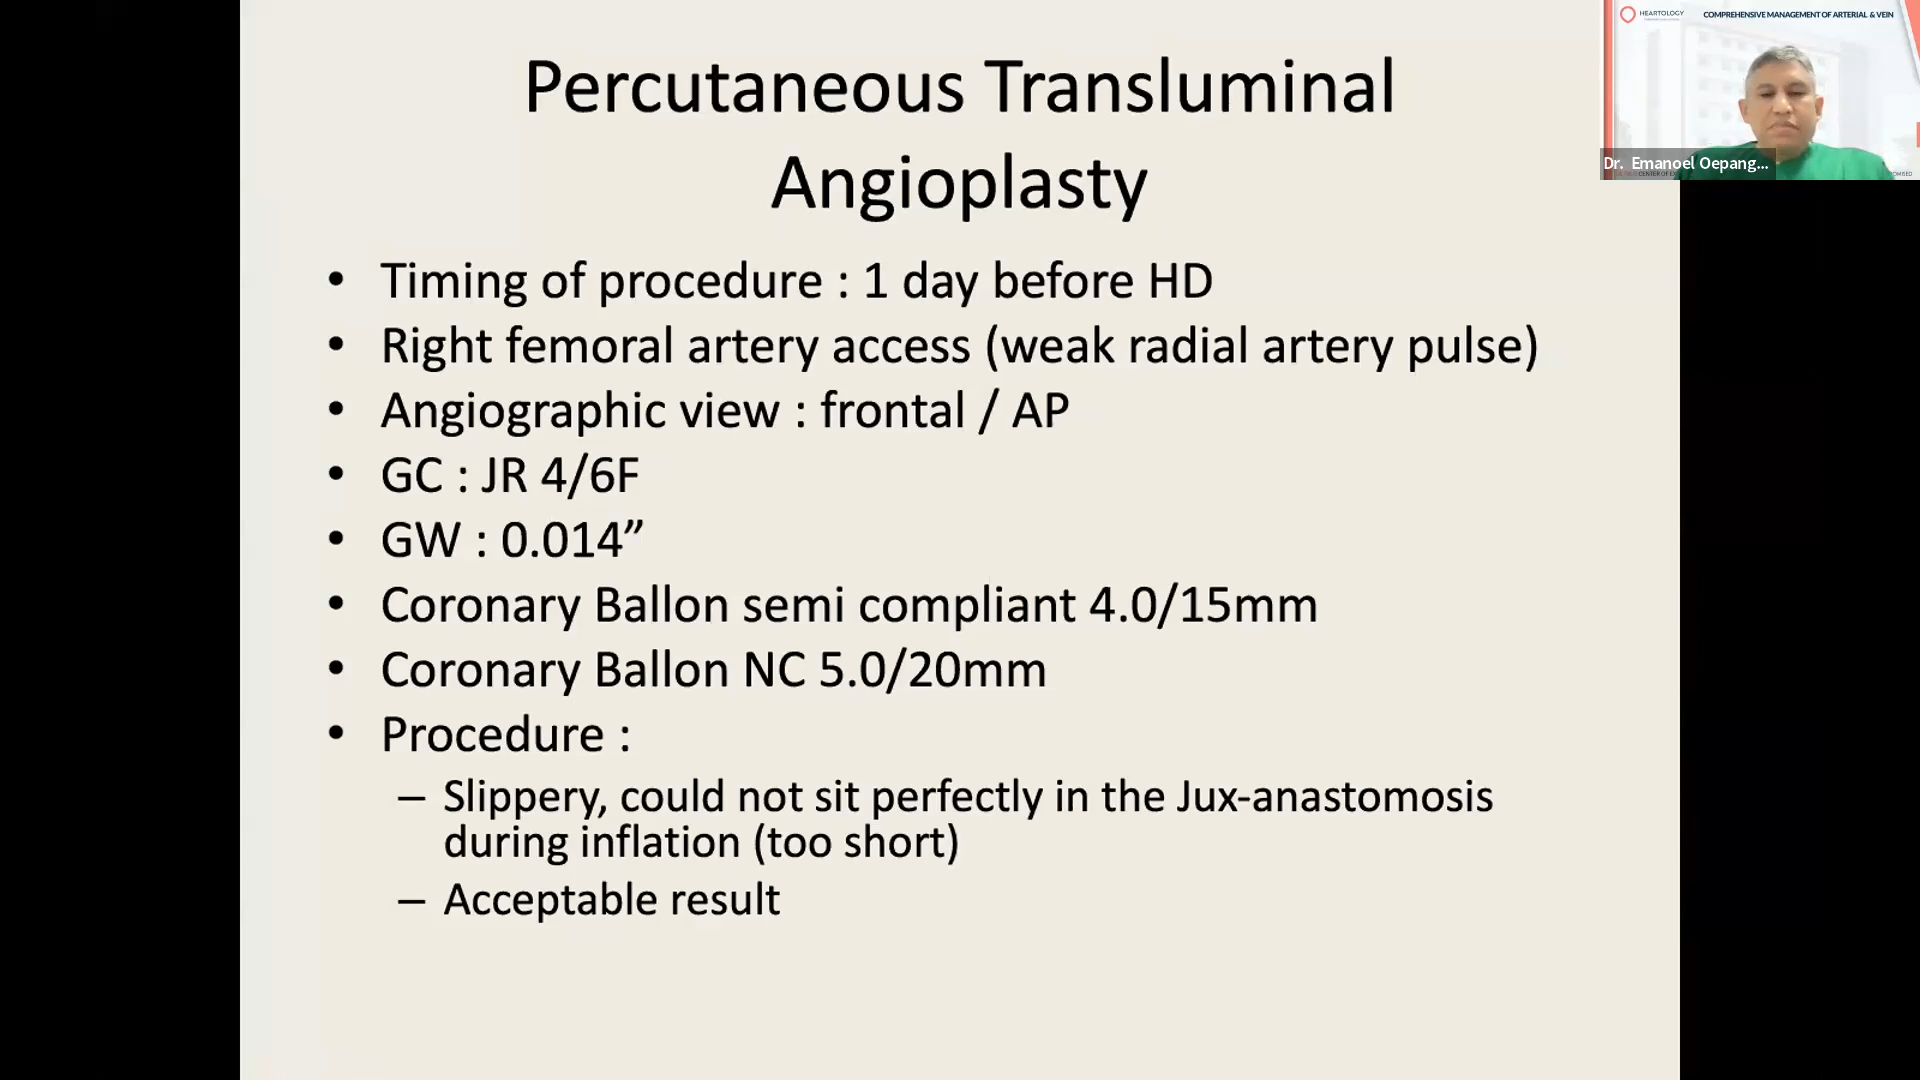 HEARTOLOGY
COMPREHENSIVE MANAGEMENT OF ARTERIAL & VEIN
Dr. Emanoel Oepang...
Percutaneous Transluminal
Angioplasty
• Timing of procedure : 1 day before HD
• Right femoral artery access (weak radial artery pulse)
• Angiographic view : frontal / AP
• GC : JR 4/6F
• GW : 0.014”
• Coronary Ballon semi compliant 4.0/15mm
• Coronary Ballon NC 5.0/20mm
• Procedure :
– Slippery, could not sit perfectly in the Jux-anastomosis
during inflation (too short)
– Acceptable result